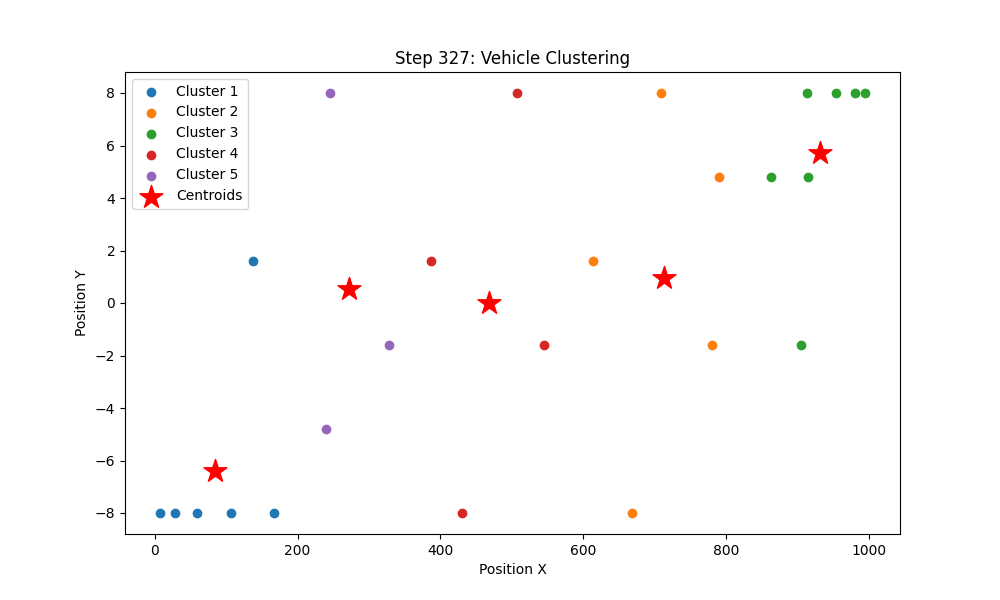 Step 327: Vehicle Clustering
Cluster 1
Cluster 2
Cluster 3
Cluster 4
Cluster 5
Centroids
Position Y
8
6
4
2
0
−2
−4
−6
−8
0 200 400 600 800 1000
Position X